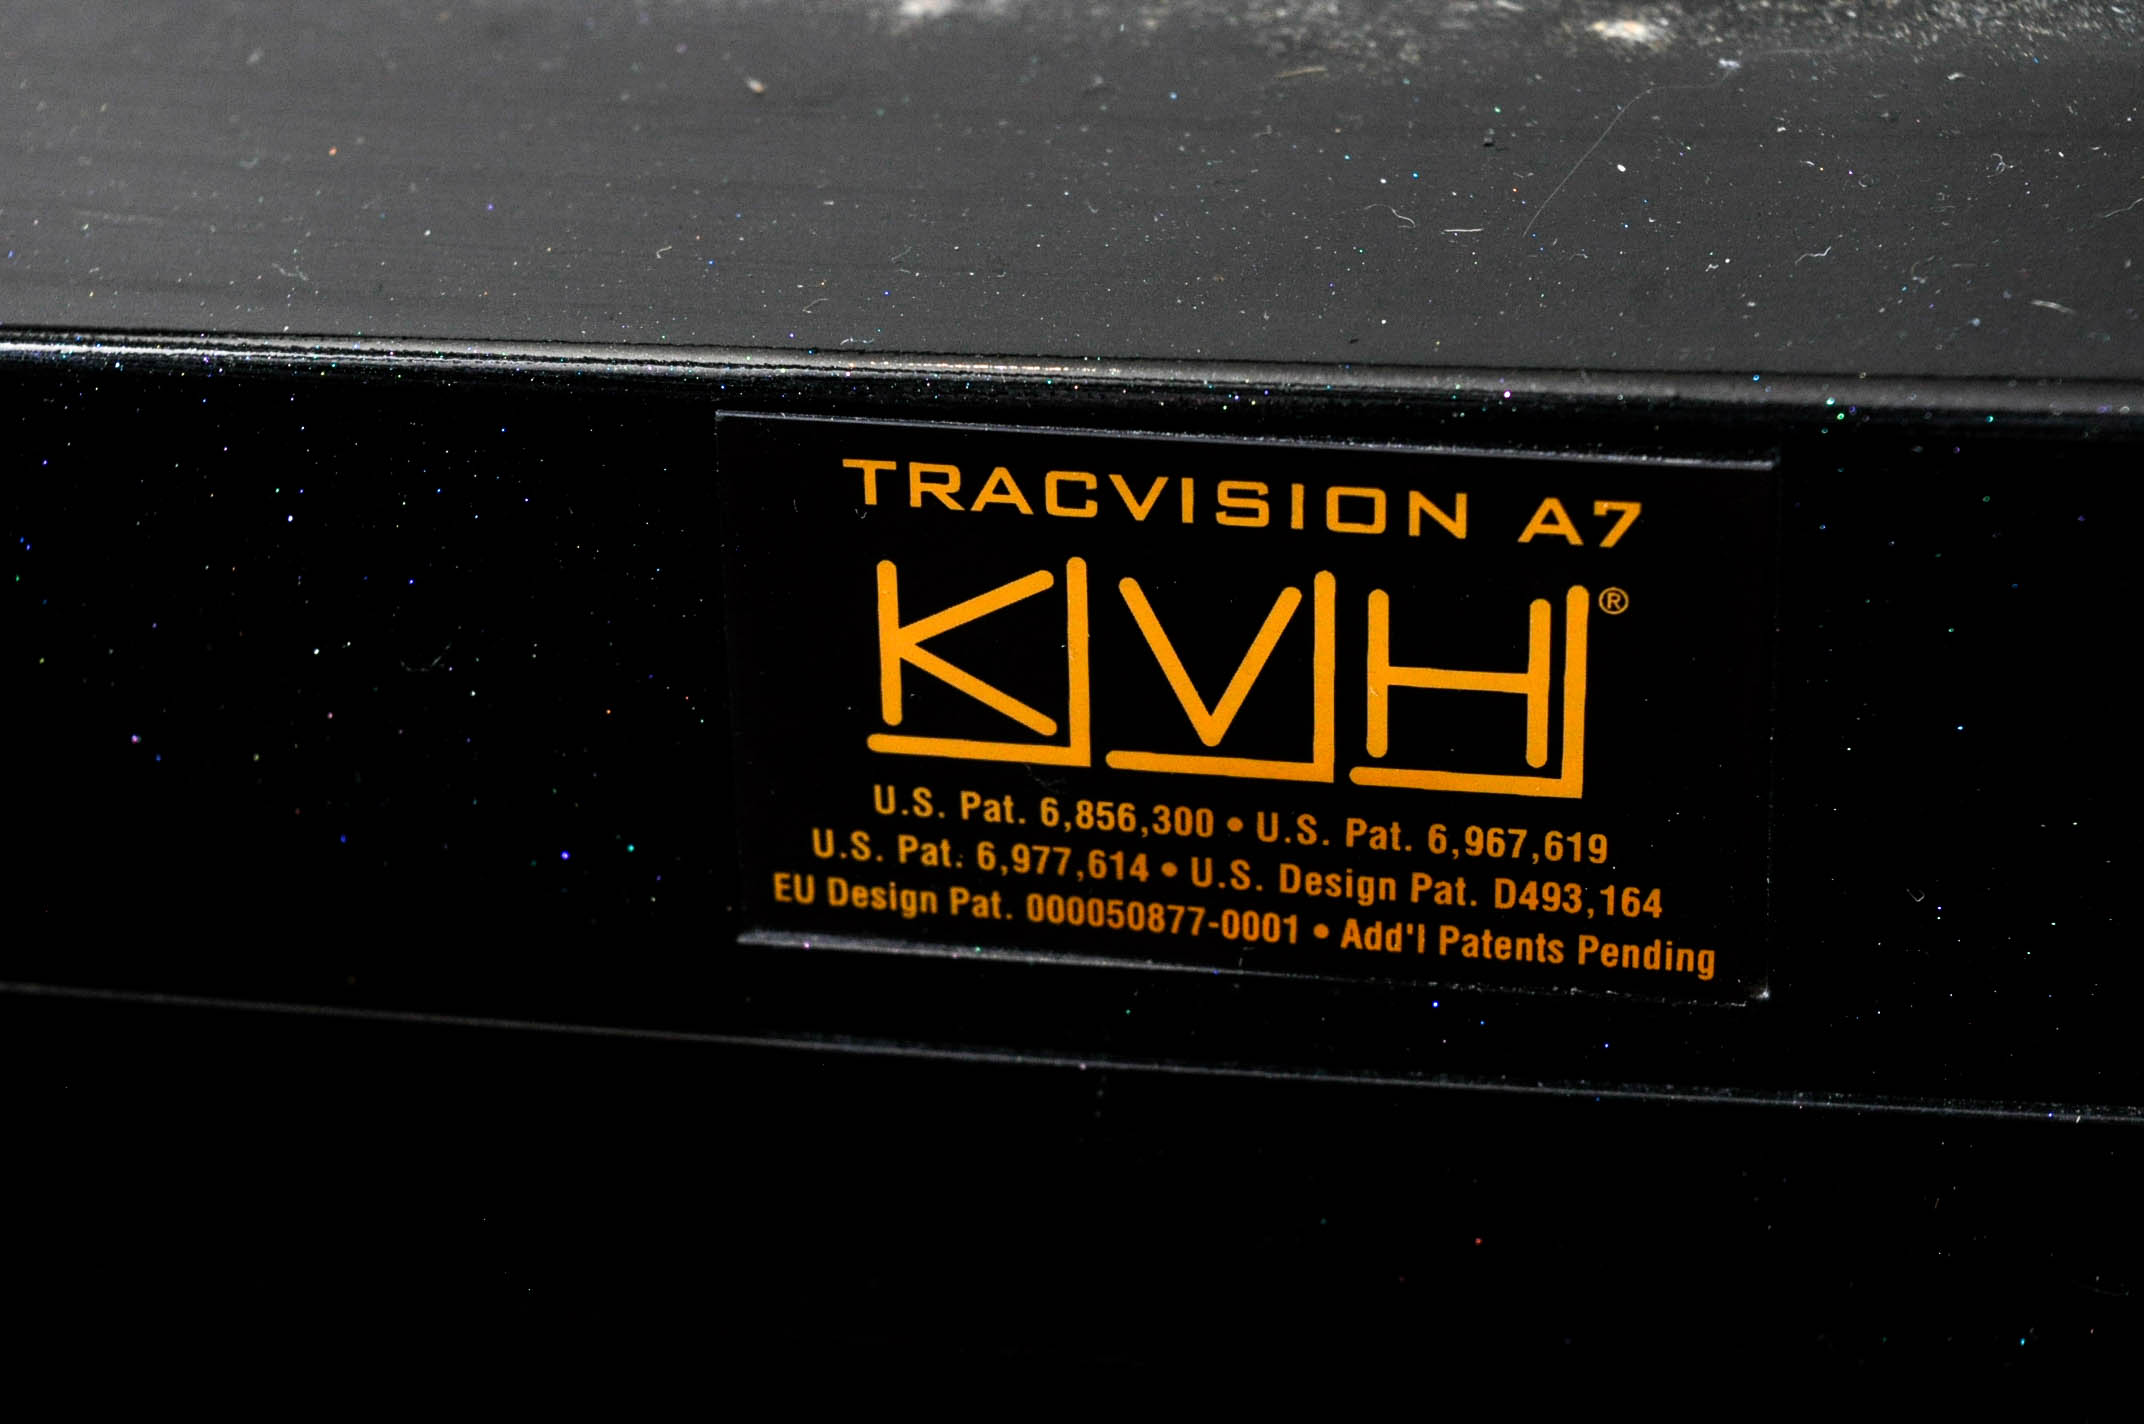 TRACVISION A7
KVH®
U.S. Pat. 6,856,300 • U.S. Pat. 6,967,619
U.S. Pat. 6,977,614 • U.S. Design Pat. D493,164
EU Design Pat. 000050877-0001 • Add'l Patents Pending